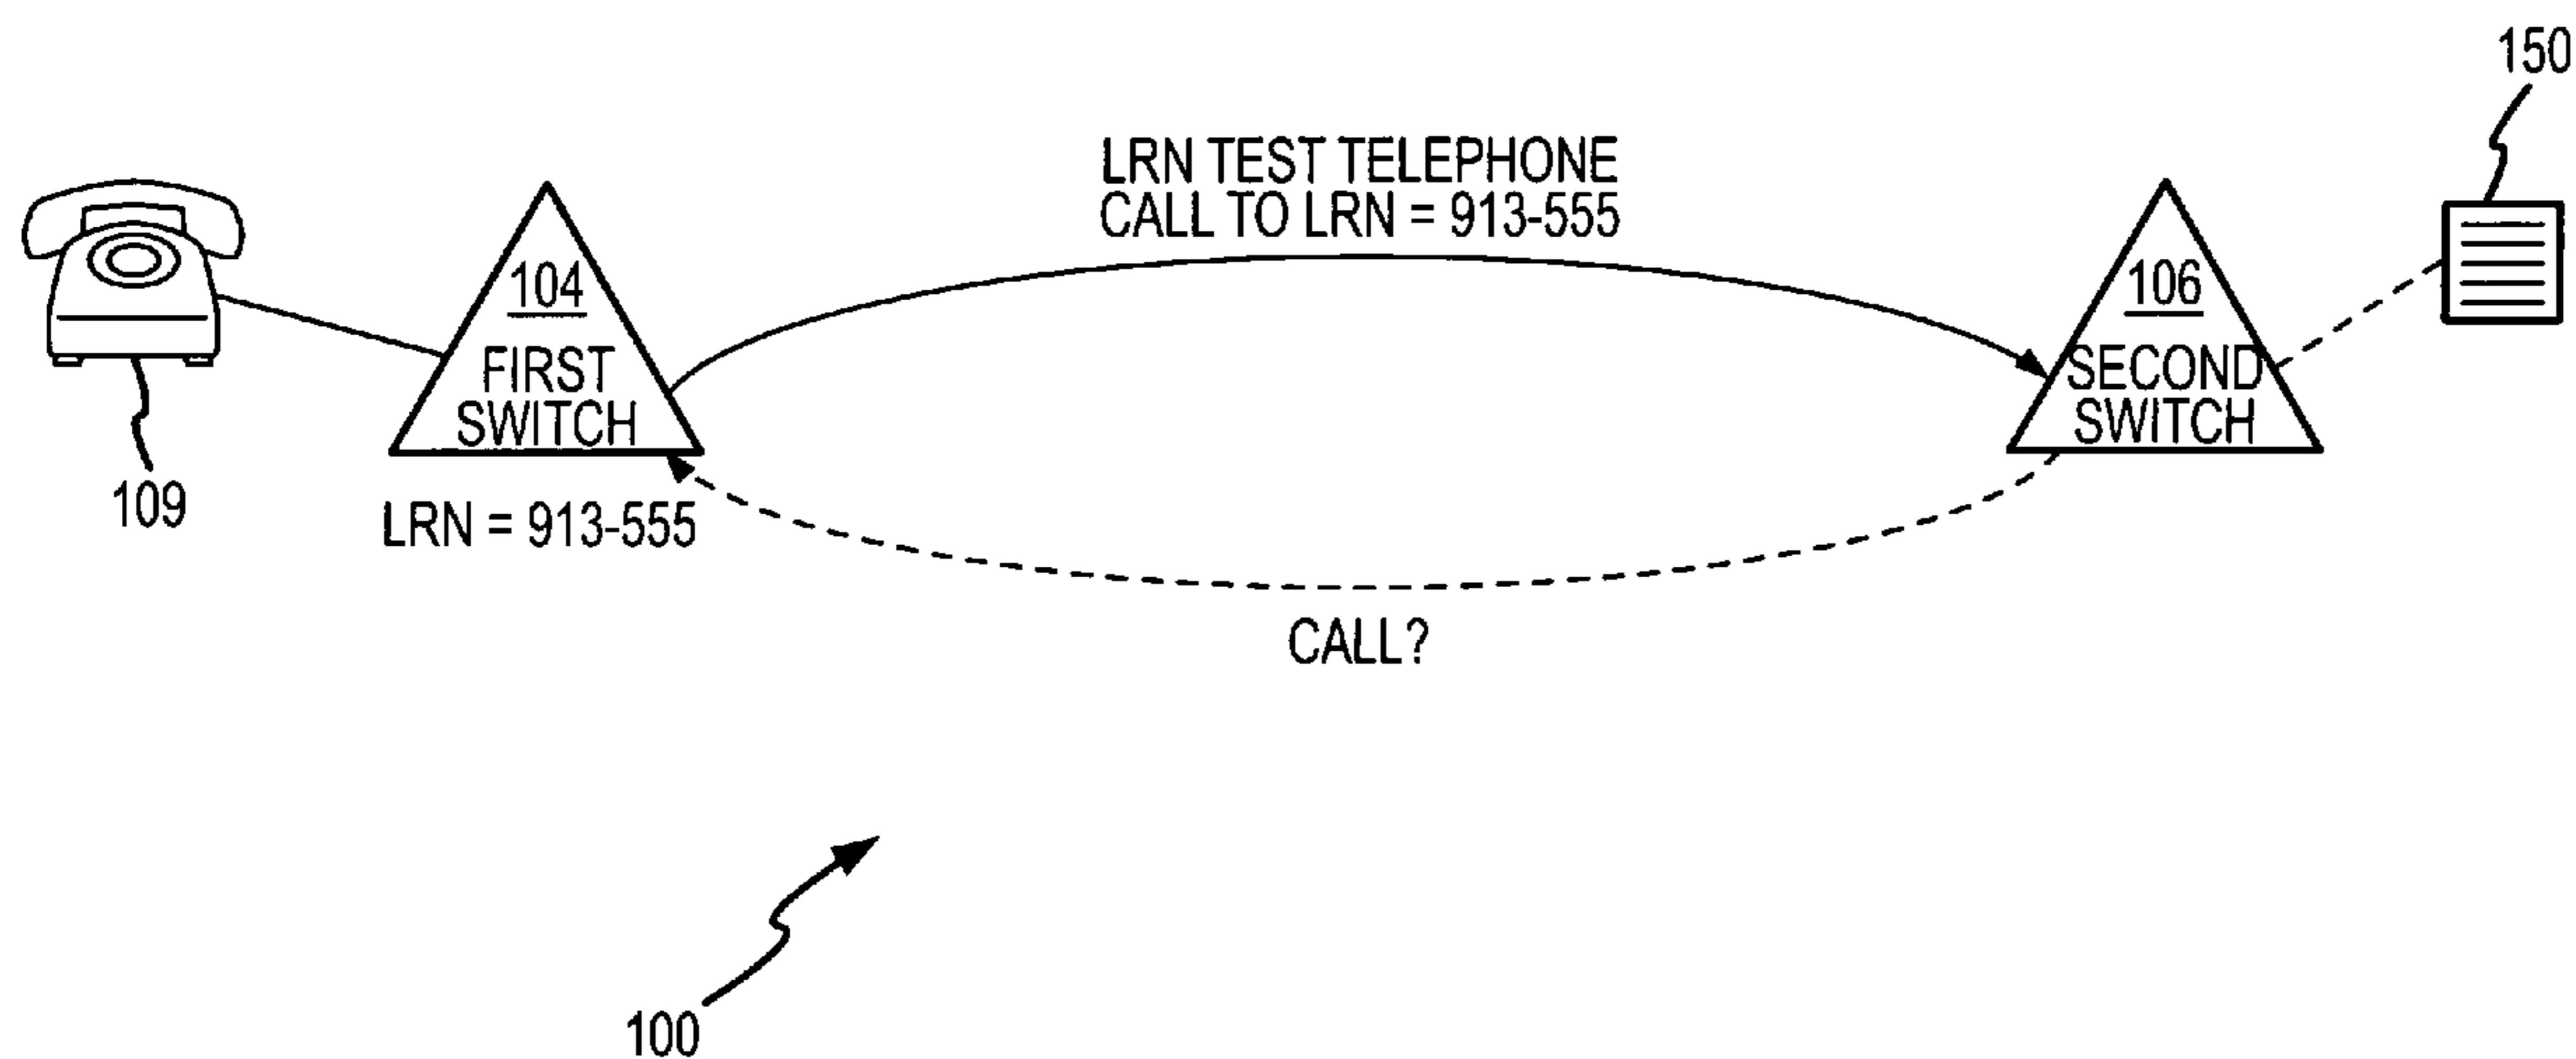 150
LRN TEST TELEPHONE
CALL TO LRN = 913-555
104
FIRST
SWITCH
106
SECOND
SWITCH
109
LRN = 913-555
CALL?
100